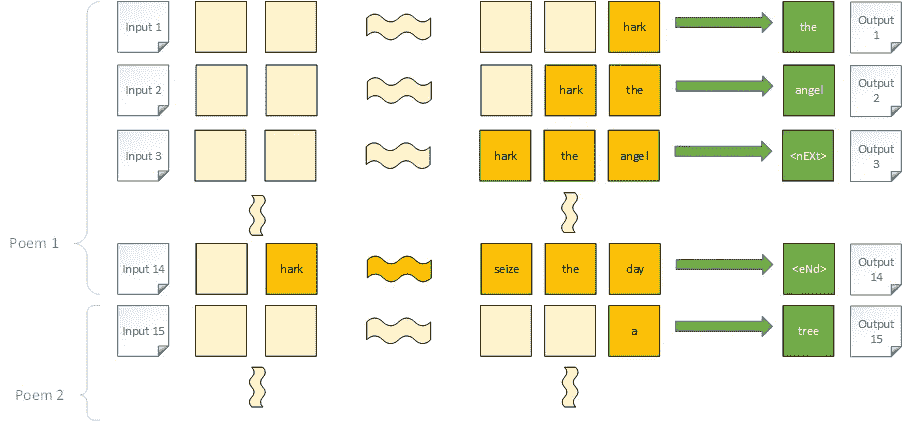 Input 1 hark the Output 1
Input 2 hark the angel Output 2
Input 3 hark the angel <nEXt> Output 3
Poem 1
Input 14 hark seize the day <eNd> Output 14
Input 15 a tree Output 15
Poem 2